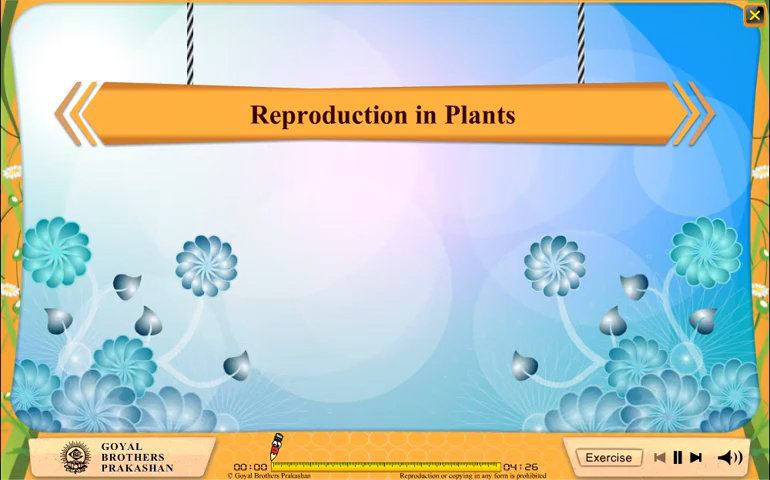 Reproduction in Plants
GOYAL
BROTHERS
PRAKASHAN
00:00
04:26
© Goyal Brothers Prakashan
Reproduction or copying in any form is prohibited
Exercise